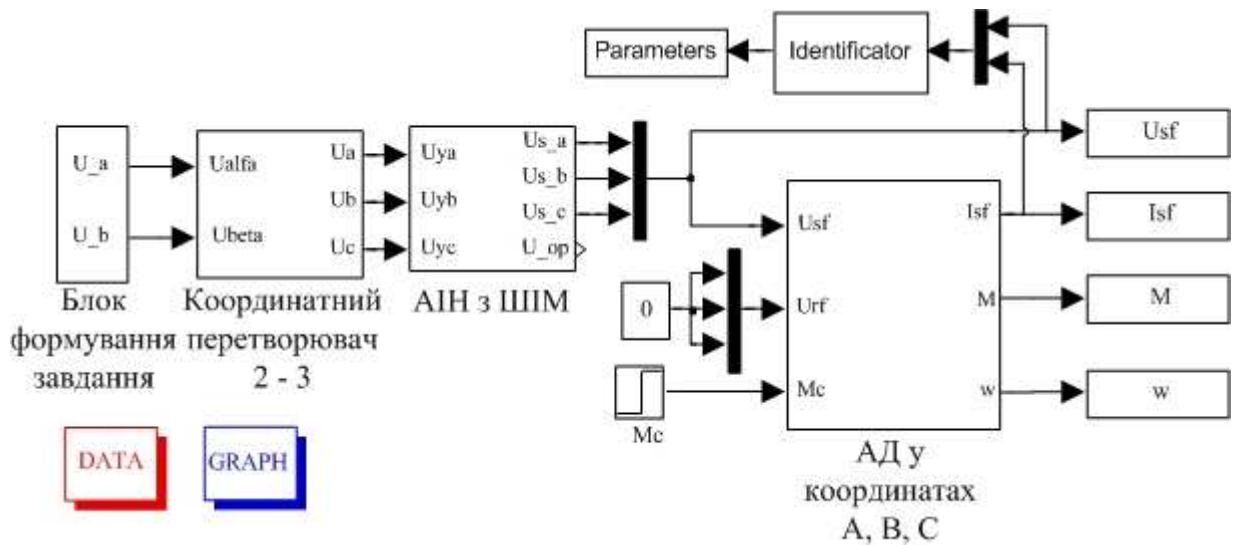 Parameters
Identificator
U_a
U_b
Блок
формування
завдання
Ualfa
Ubeta
Ua
Ub
Uc
Координатний
перетворювач
2 - 3
Uya
Uyb
Uyc
Us_a
Us_b
Us_c
U_op
АІН з ШІМ
0
Mc
Usf
Urf
Mc
Isf
M
w
АД у
координатах
А, В, С
Usf
Isf
M
w
DATA
GRAPH